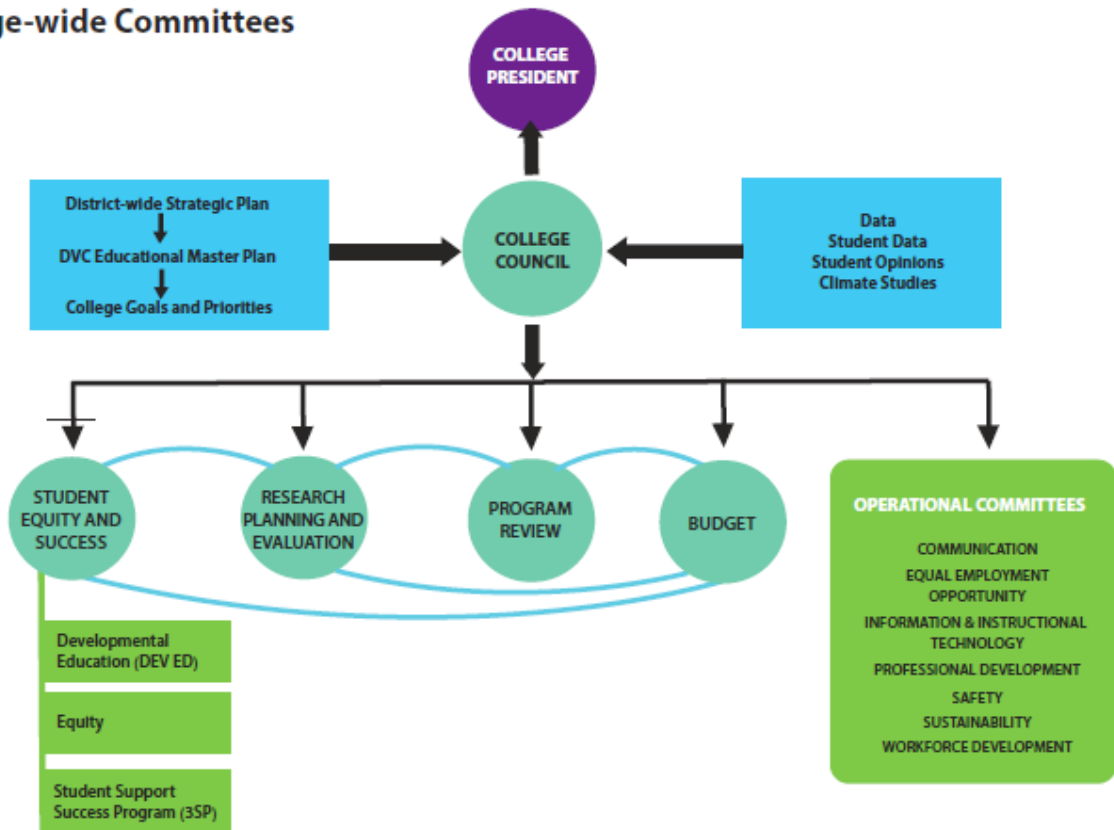 ge-wide Committees
COLLEGE
PRESIDENT
District-wide Strategic Plan
DVC Educational Master Plan
College Goals and Priorities
COLLEGE
COUNCIL
Data
Student Data
Student Opinions
Climate Studies
STUDENT
EQUITY AND
SUCCESS
RESEARCH
PLANNING AND
EVALUATION
PROGRAM
REVIEW
BUDGET
OPERATIONAL COMMITTEES
COMMUNICATION
EQUAL EMPLOYMENT
OPPORTUNITY
INFORMATION & INSTRUCTIONAL
TECHNOLOGY
PROFESSIONAL DEVELOPMENT
SAFETY
SUSTAINABILITY
WORKFORCE DEVELOPMENT
Developmental
Education (DEV ED)
Equity
Student Support
Success Program (3SP)